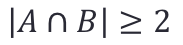 |A ∩ B| ≥ 2